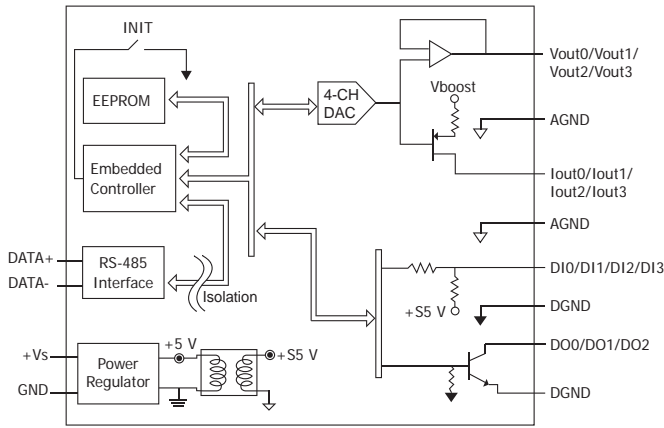 INIT
EEPROM
Embedded
Controller
DATA+
DATA-
RS-485
Interface
Isolation
+Vs
GND
Power
Regulator
+5 V
+S5 V
4-CH
DAC
Vboost
Vout0/Vout1/
Vout2/Vout3
AGND
Iout0/Iout1/
Iout2/Iout3
AGND
DI0/DI1/DI2/DI3
+S5 V
DGND
DO0/DO1/DO2
DGND